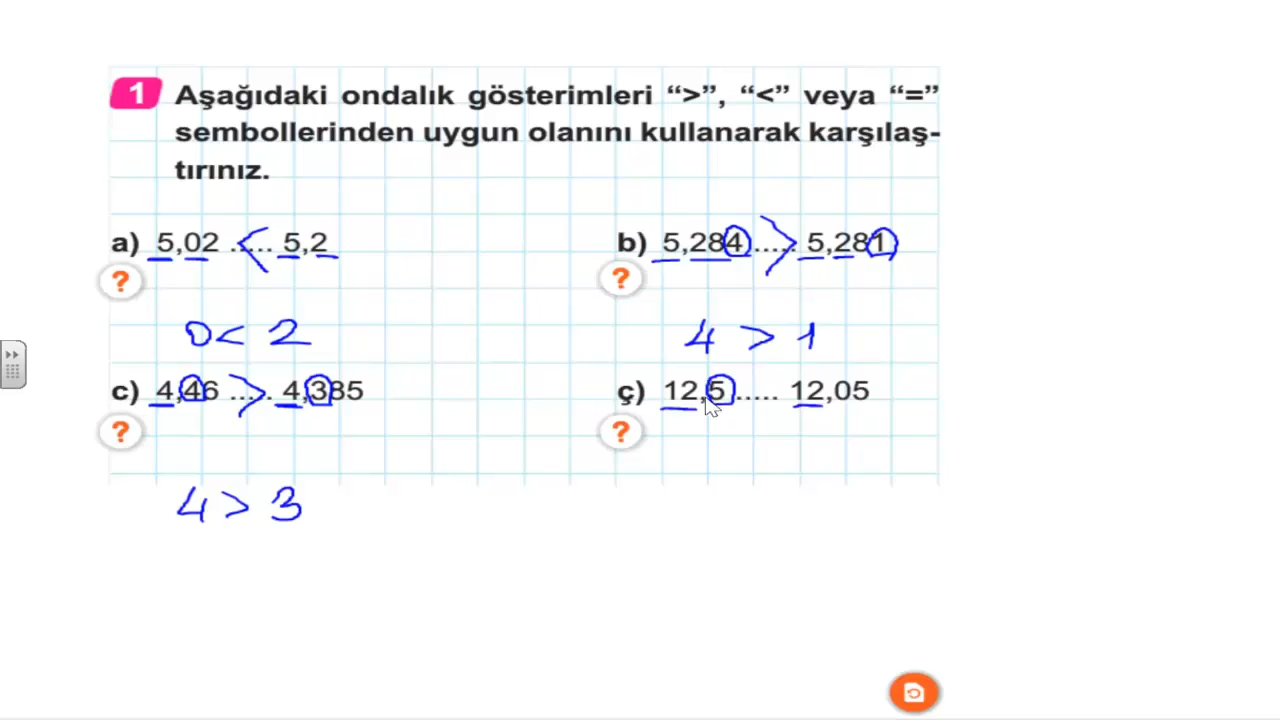 1 Aşağıdaki ondalık gösterimleri “>”, “<” veya “=”
sembollerinden uygun olanını kullanarak karşılaş-
tırınız.
a) 5,02 ..<.. 5,2
b) 5,284 ..>.. 5,281
?
?
0 < 2
4 > 1
c) 4,46 ..>.. 4,385
ç) 12,5 ..... 12,05
?
?
4 > 3